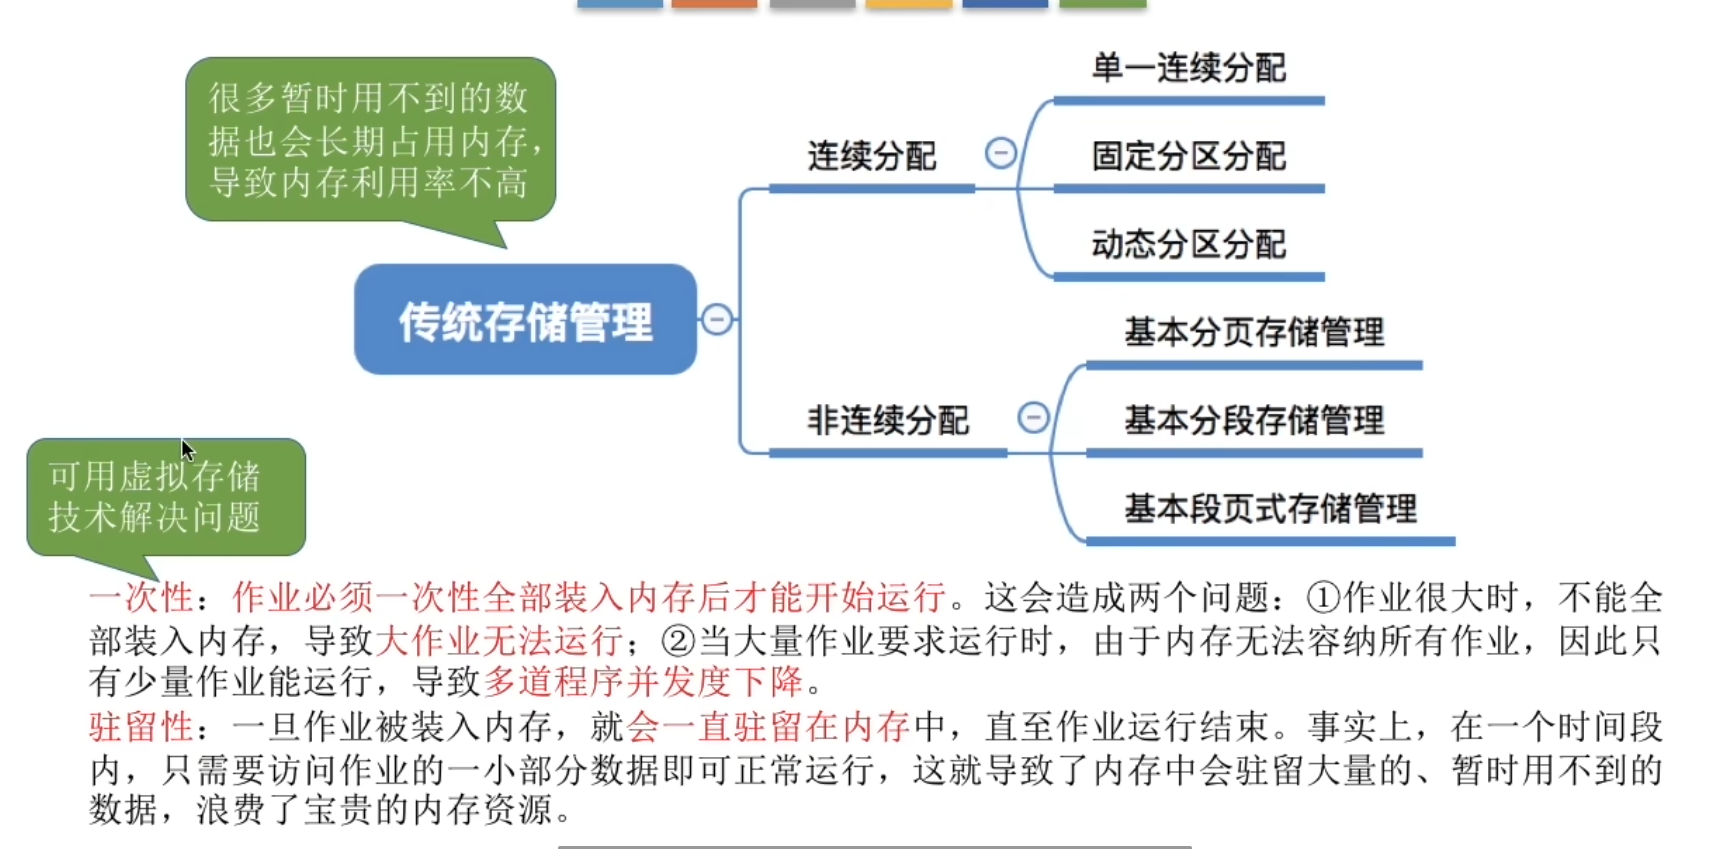 很多暂时用不到的数
据也会长期占用内存，
导致内存利用率不高
传统存储管理
连续分配
单一连续分配
固定分区分配
动态分区分配
非连续分配
基本分页存储管理
基本分段存储管理
基本段页式存储管理
可用虚拟存储
技术解决问题
一次性：作业必须一次性全部装入内存后才能开始运行。这会造成两个问题：①作业很大时，不能全
部装入内存，导致大作业无法运行；②当大量作业要求运行时，由于内存无法容纳所有作业，因此只
有少量作业能运行，导致多道程序并发度下降。
驻留性：一旦作业被装入内存，就会一直驻留在内存中，直至作业运行结束。事实上，在一个时间段
内，只需要访问作业的一小部分数据即可正常运行，这就导致了内存中会驻留大量的、暂时用不到的
数据，浪费了宝贵的内存资源。